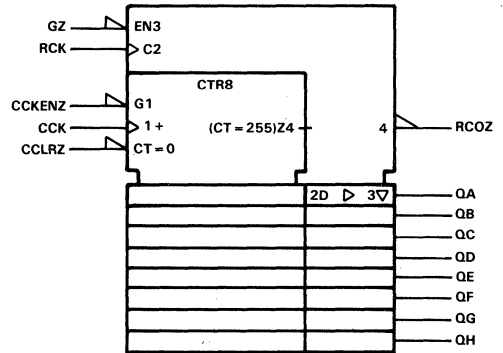 GZ EN3
RCK C2
CTR8
CCKENZ G1
CCK 1+ (CT=255)Z4 4 RCOZ
CCLRZ CT=0
2D 3 QA
QB
QC
QD
QE
QF
QG
QH